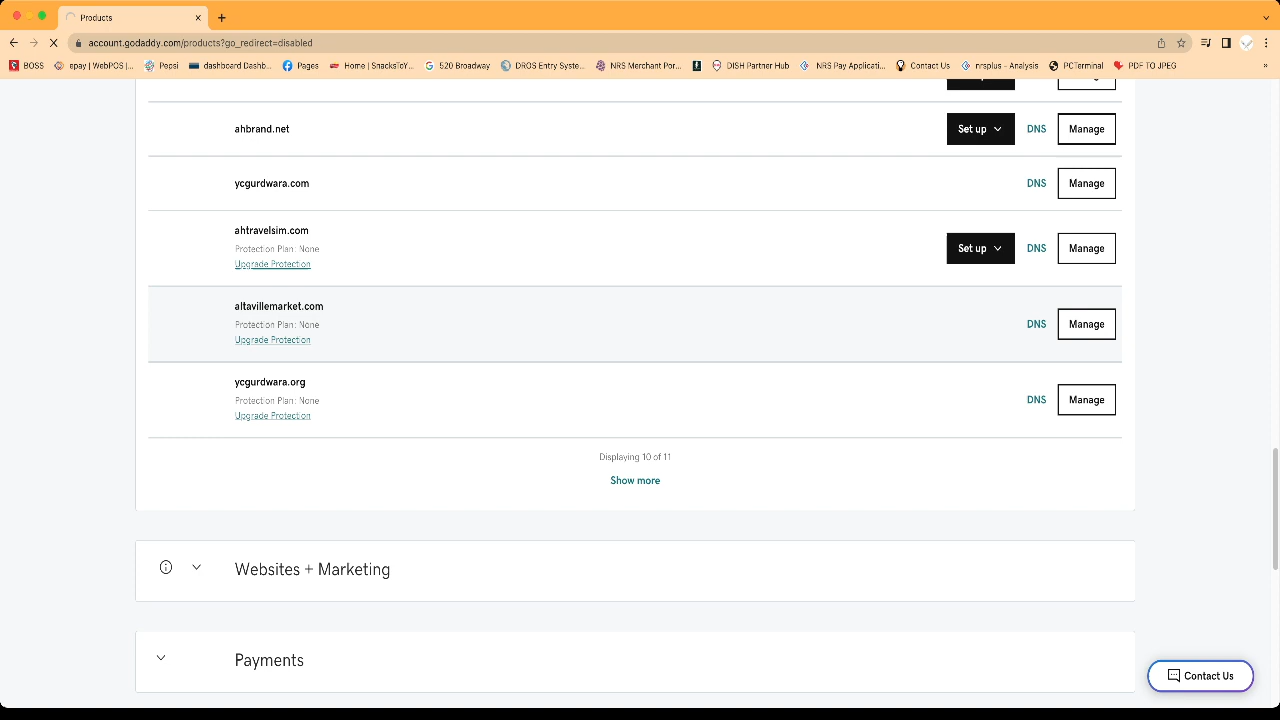 Products
account.godaddy.com/products?go_redirect=disabled
BOSS epay | WebPOS |... Pepsi dashboard Dashb... Pages Home | SnacksToY... 520 Broadway DROS Entry Syste... NRS Merchant Por... DISH Partner Hub NRS Pay Applicati... Contact Us nrsplus – Analysis PCTerminal PDF TO JPEG »
ahbrand.net Set up DNS Manage
ycgurdwara.com DNS Manage
ahtravelsim.com
Protection Plan: None
Upgrade Protection
Set up DNS Manage
altavillemarket.com
Protection Plan: None
Upgrade Protection
DNS Manage
ycgurdwara.org
Protection Plan: None
Upgrade Protection
DNS Manage
Displaying 10 of 11
Show more
Websites + Marketing
Payments
Contact Us